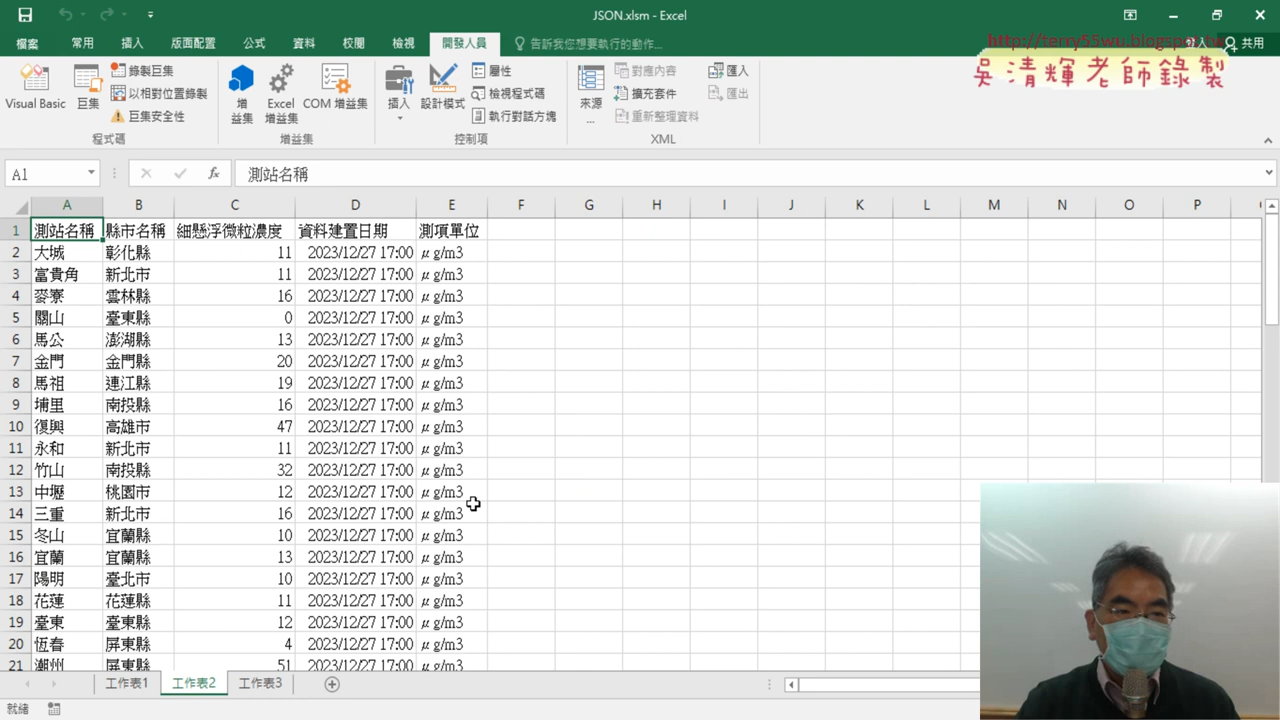 JSON.xlsm - Excel
檔案 常用 插入 版面配置 公式 資料 校閱 檢視 開發人員 告訴我您想要執行的動作... 共用
http://terry55wu.blogspot.tw
吳清輝老師錄製
Visual Basic 巨集 錄製巨集 以相對位置錄製 巨集安全性
增益集 Excel 增益集 COM 增益集
插入 設計模式 屬性 檢視程式碼 執行對話方塊
來源... 對應內容 擴充套件 重新整理資料 匯入 匯出
程式碼 增益集 控制項 XML
A1 fx 測站名稱
A B C D E F G H I J K L M N O P
1 測站名稱 縣市名稱 細懸浮微粒濃度 資料建置日期 測項單位
2 大城 彰化縣 11 2023/12/27 17:00 μg/m3
3 富貴角 新北市 11 2023/12/27 17:00 μg/m3
4 麥寮 雲林縣 16 2023/12/27 17:00 μg/m3
5 關山 臺東縣 0 2023/12/27 17:00 μg/m3
6 馬公 澎湖縣 13 2023/12/27 17:00 μg/m3
7 金門 金門縣 20 2023/12/27 17:00 μg/m3
8 馬祖 連江縣 19 2023/12/27 17:00 μg/m3
9 埔里 南投縣 16 2023/12/27 17:00 μg/m3
10 復興 高雄市 47 2023/12/27 17:00 μg/m3
11 永和 新北市 11 2023/12/27 17:00 μg/m3
12 竹山 南投縣 32 2023/12/27 17:00 μg/m3
13 中壢 桃園市 12 2023/12/27 17:00 μg/m3
14 三重 新北市 16 2023/12/27 17:00 μg/m3
15 冬山 宜蘭縣 10 2023/12/27 17:00 μg/m3
16 宜蘭 宜蘭縣 13 2023/12/27 17:00 μg/m3
17 陽明 臺北市 10 2023/12/27 17:00 μg/m3
18 花蓮 花蓮縣 11 2023/12/27 17:00 μg/m3
19 臺東 臺東縣 12 2023/12/27 17:00 μg/m3
20 恆春 屏東縣 4 2023/12/27 17:00 μg/m3
21 潮州 屏東縣 51 2023/12/27 17:00 μg/m3
工作表1 工作表2 工作表3
就緒